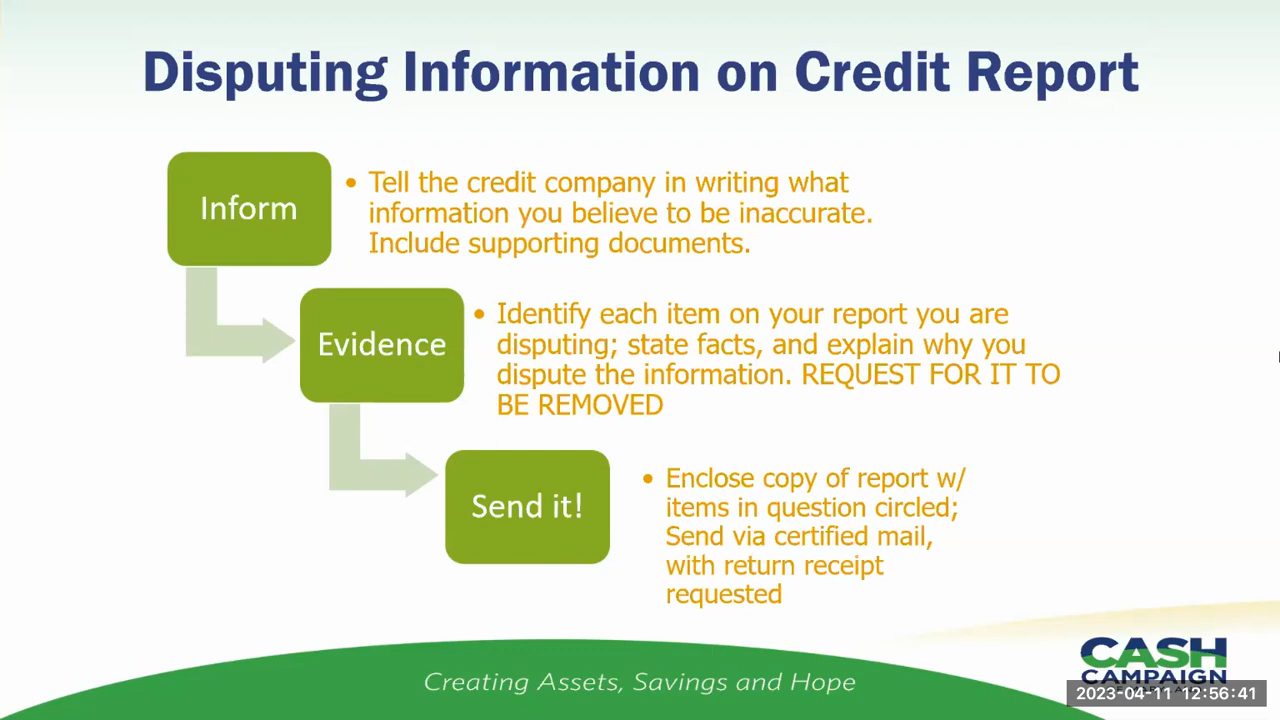 Disputing Information on Credit Report
Inform
• Tell the credit company in writing what
information you believe to be inaccurate.
Include supporting documents.
Evidence
• Identify each item on your report you are
disputing; state facts, and explain why you
dispute the information. REQUEST FOR IT TO
BE REMOVED
Send it!
• Enclose copy of report w/
items in question circled;
Send via certified mail,
with return receipt
requested
Creating Assets, Savings and Hope
CASH
CAMPAIGN
2023-04-11 12:56:41